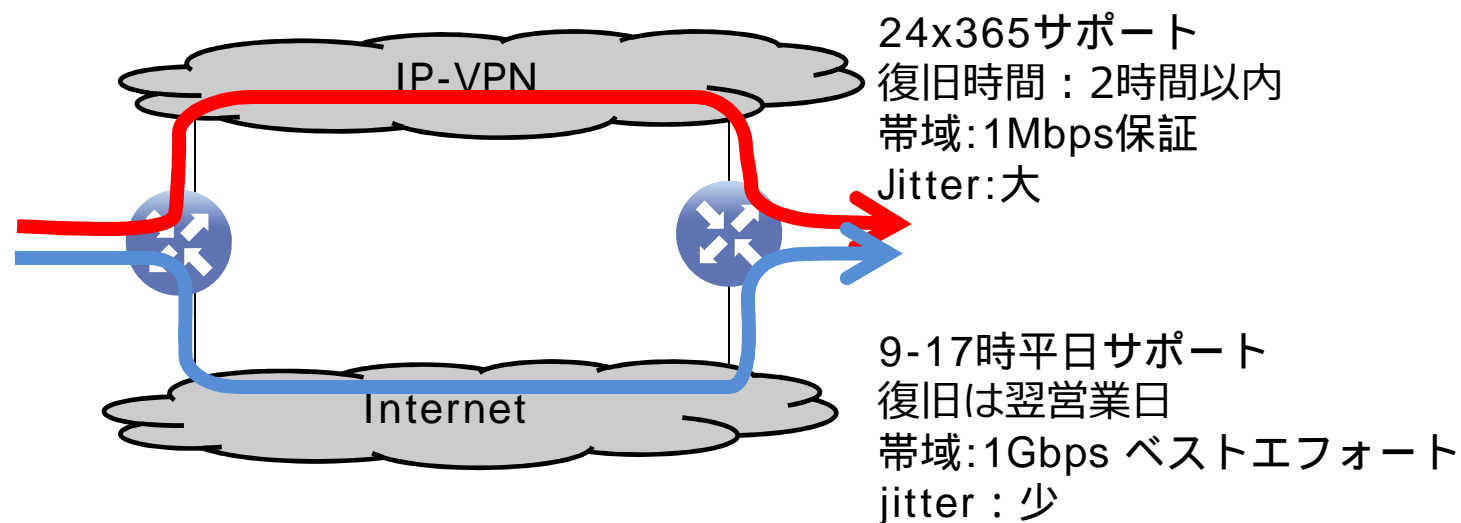 24x365サポート
IP-VPN
復旧時間：2時間以内
帯域:1Mbps保証
Jitter:大
9-17時平日サポート
Internet
復旧は翌営業日
帯域:1Gbps ベストエフォート
jitter：少